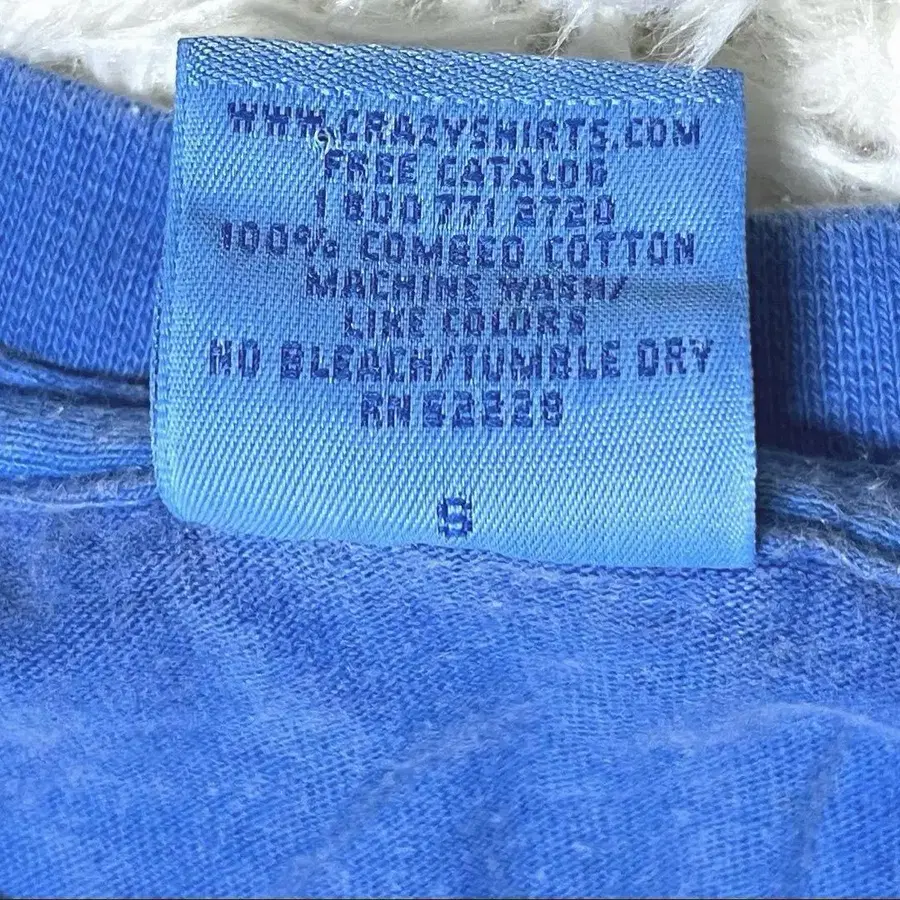 WWW.CRAZYSHIRTS.COM
FREE CATALOG
1 800 771 2720
100% COMBED COTTON
MACHINE WASH/
LIKE COLORS
NO BLEACH/TUMBLE DRY
RN
S